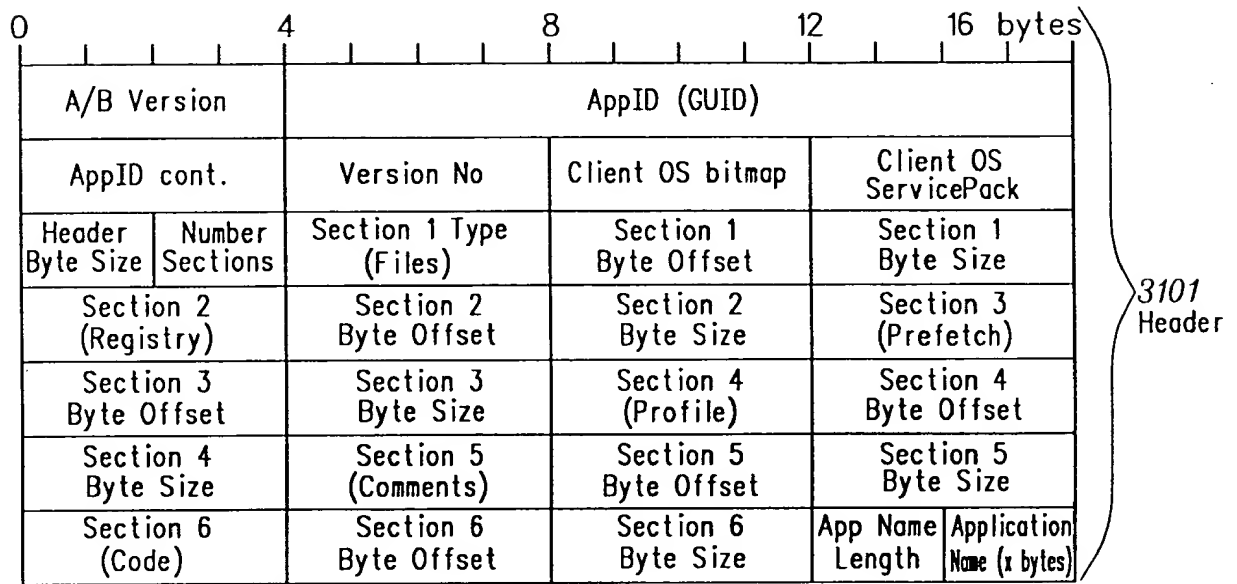 0 4 8 12 16 bytes
A/B Version
AppID (GUID)
AppID cont.
Version No
Client OS bitmap
Client OS
ServicePack
Header
Byte Size
Number
Sections
Section 1 Type
(Files)
Section 1
Byte Offset
Section 1
Byte Size
Section 2
(Registry)
Section 2
Byte Offset
Section 2
Byte Size
Section 3
(Prefetch)
Section 3
Byte Offset
Section 3
Byte Size
Section 4
(Profile)
Section 4
Byte Offset
Section 4
Byte Size
Section 5
(Comments)
Section 5
Byte Offset
Section 5
Byte Size
Section 6
(Code)
Section 6
Byte Offset
Section 6
Byte Size
App Name
Length
Application
Name (x bytes)
3101
Header